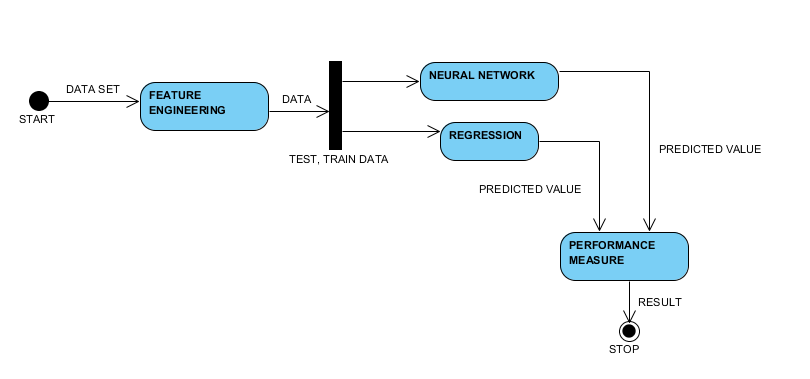 DATA SET
START
FEATURE
ENGINEERING
DATA
TEST, TRAIN DATA
NEURAL NETWORK
REGRESSION
PREDICTED VALUE
PREDICTED VALUE
PERFORMANCE
MEASURE
RESULT
STOP